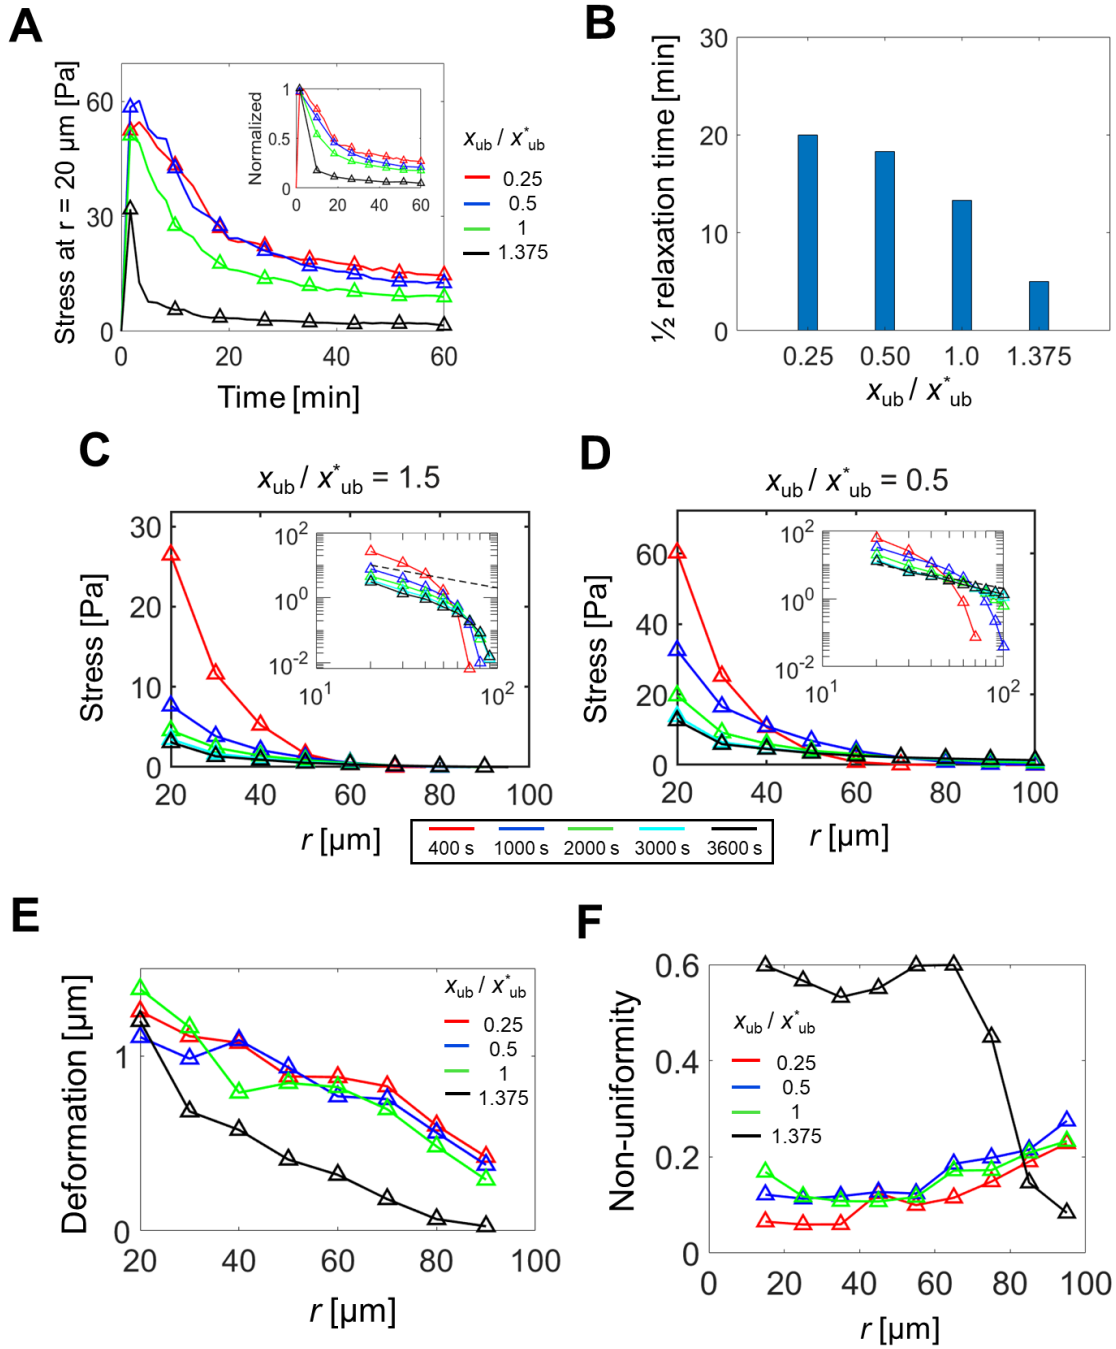 A
Stress at r = 20 µm [Pa]
60
30
0
0
20
40
60
Time [min]
Normalized
1
0.5
0
0
20
40
60
x_ub / x*_ub
0.25
0.5
1
1.375
B
½ relaxation time [min]
30
20
10
0
0.25 0.50 1.0 1.375
x_ub / x*_ub
C
x_ub / x*_ub = 1.5
Stress [Pa]
30
20
10
0
20 40 60 80 100
r [µm]
10^2
10^0
10^-2
10^1 10^2
D
x_ub / x*_ub = 0.5
Stress [Pa]
60
40
20
0
20 40 60 80 100
r [µm]
10^2
10^0
10^-2
10^1 10^2
400 s 1000 s 2000 s 3000 s 3600 s
E
Deformation [µm]
1
0
20 40 60 80 100
r [µm]
x_ub / x*_ub
0.25
0.5
1
1.375
F
Non-uniformity
0.6
0.4
0.2
0
0 20 40 60 80 100
r [µm]
x_ub / x*_ub
0.25
0.5
1
1.375